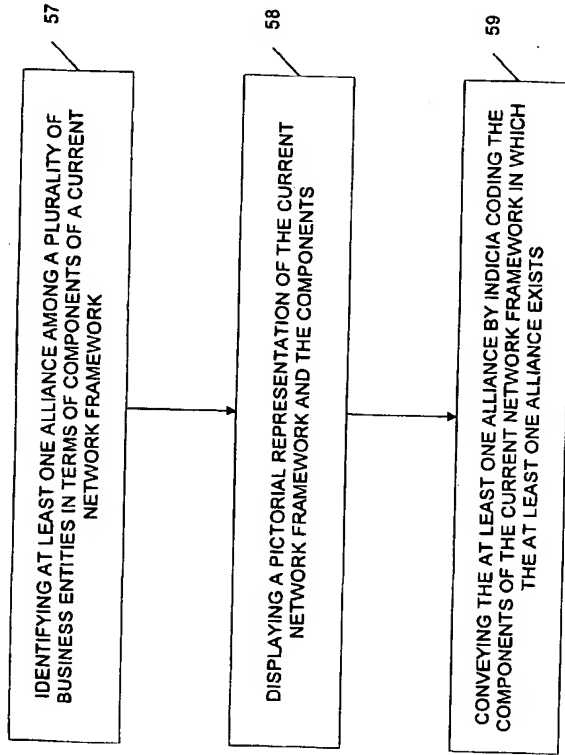 57
IDENTIFYING AT LEAST ONE ALLIANCE AMONG A PLURALITY OF
BUSINESS ENTITIES IN TERMS OF COMPONENTS OF A CURRENT
NETWORK FRAMEWORK
58
DISPLAYING A PICTORIAL REPRESENTATION OF THE CURRENT
NETWORK FRAMEWORK AND THE COMPONENTS
59
CONVEYING THE AT LEAST ONE ALLIANCE BY INDICIA CODING THE
COMPONENTS OF THE CURRENT NETWORK FRAMEWORK IN WHICH
THE AT LEAST ONE ALLIANCE EXISTS